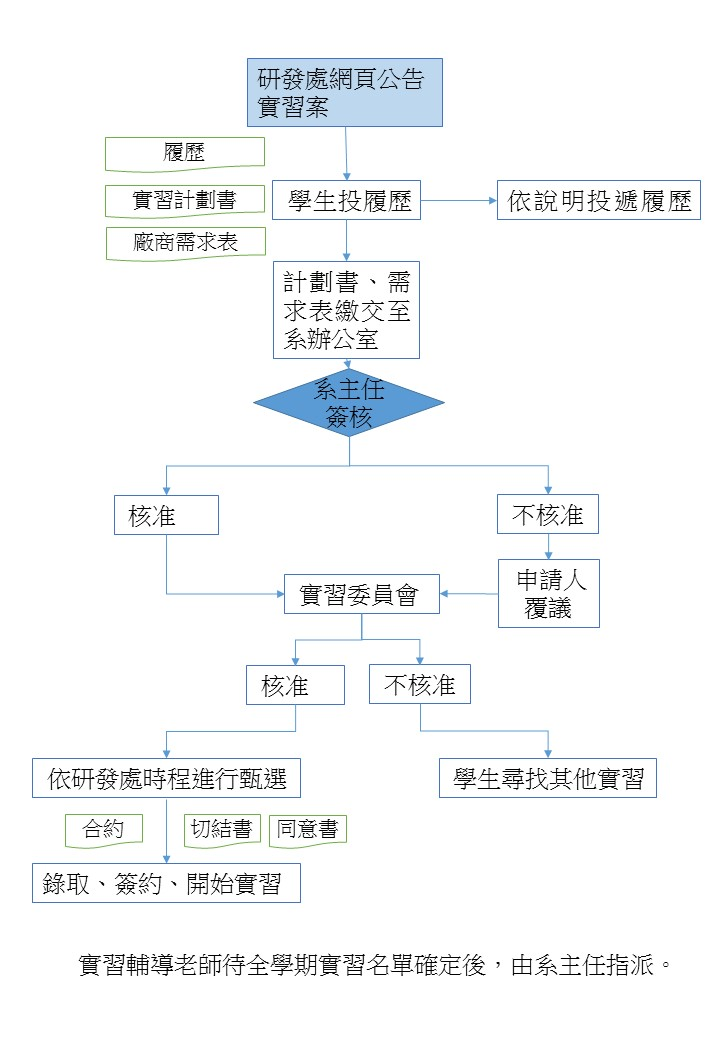 研發處網頁公告
實習案
履歷
實習計劃書
學生投履歷
依說明投遞履歷
廠商需求表
計劃書、需
求表繳交至
系辦公室
系主任
簽核
核准
不核准
申請人
覆議
實習委員會
核准
不核准
依研發處時程進行甄選
學生尋找其他實習
合約
切結書
同意書
錄取、簽約、開始實習
實習輔導老師待全學期實習名單確定後，由系主任指派。